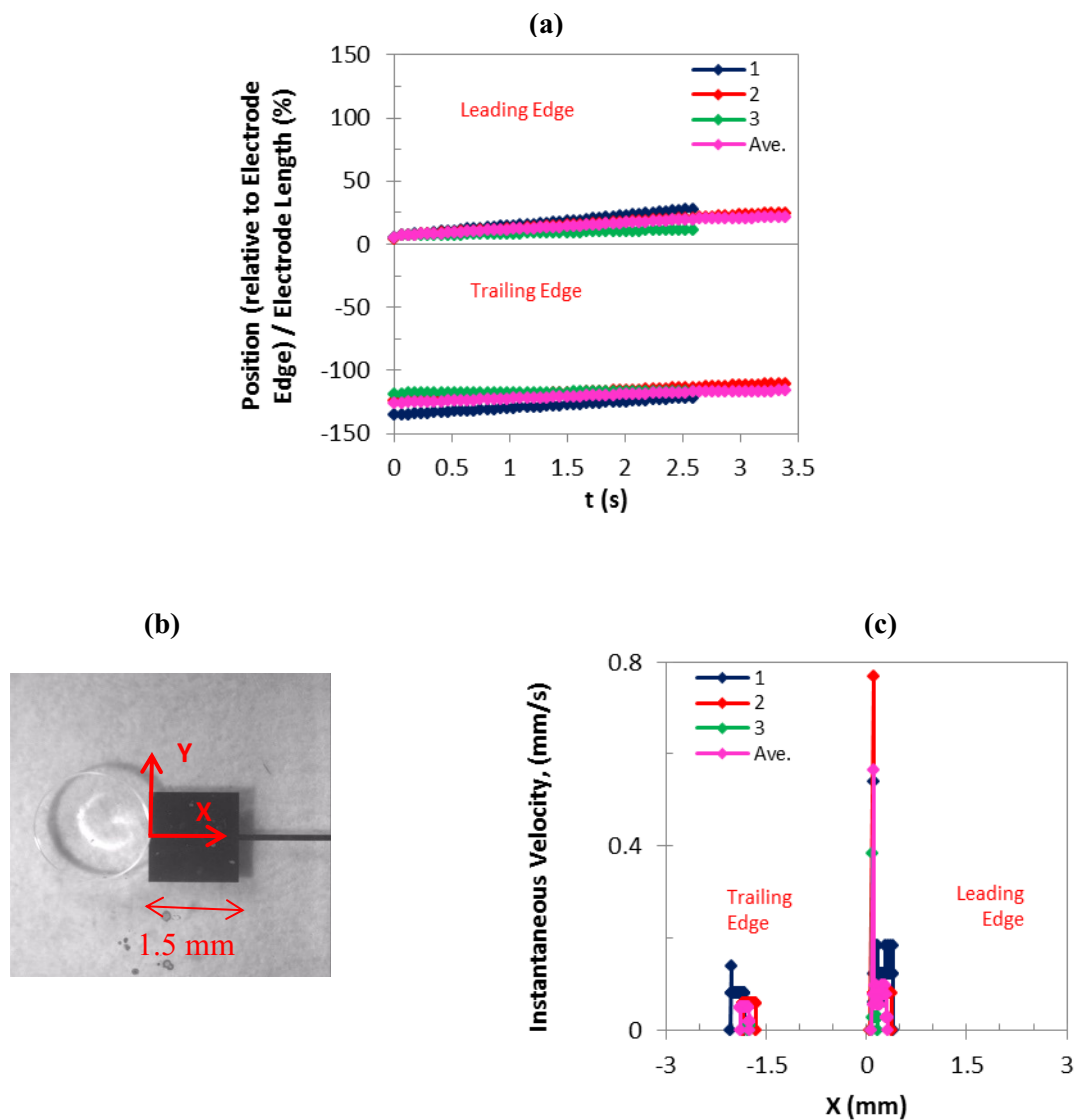 (a)
Position (relative to Electrode
Edge) / Electrode Length (%)
150
100
50
0
-50
-100
-150
Leading Edge
Trailing Edge
1
2
3
Ave.
0
0.5
1
1.5
2
2.5
3
3.5
t (s)
(b)
Y
X
1.5 mm
(c)
Instantaneous Velocity, (mm/s)
0.8
0.4
0
1
2
3
Ave.
Trailing
Edge
Leading
Edge
-3
-1.5
0
1.5
3
X (mm)